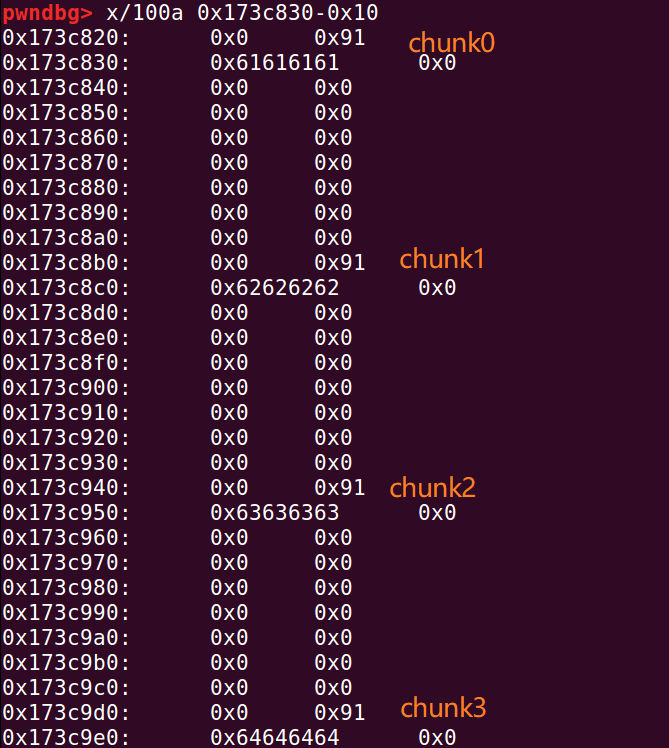 pwndbg> x/100a 0x173c830-0x10
0x173c820: 0x0 0x91 chunk0
0x173c830: 0x61616161 0x0
0x173c840: 0x0 0x0
0x173c850: 0x0 0x0
0x173c860: 0x0 0x0
0x173c870: 0x0 0x0
0x173c880: 0x0 0x0
0x173c890: 0x0 0x0
0x173c8a0: 0x0 0x0
0x173c8b0: 0x0 0x91 chunk1
0x173c8c0: 0x62626262 0x0
0x173c8d0: 0x0 0x0
0x173c8e0: 0x0 0x0
0x173c8f0: 0x0 0x0
0x173c900: 0x0 0x0
0x173c910: 0x0 0x0
0x173c920: 0x0 0x0
0x173c930: 0x0 0x0
0x173c940: 0x0 0x91 chunk2
0x173c950: 0x63636363 0x0
0x173c960: 0x0 0x0
0x173c970: 0x0 0x0
0x173c980: 0x0 0x0
0x173c990: 0x0 0x0
0x173c9a0: 0x0 0x0
0x173c9b0: 0x0 0x0
0x173c9c0: 0x0 0x0
0x173c9d0: 0x0 0x91 chunk3
0x173c9e0: 0x64646464 0x0